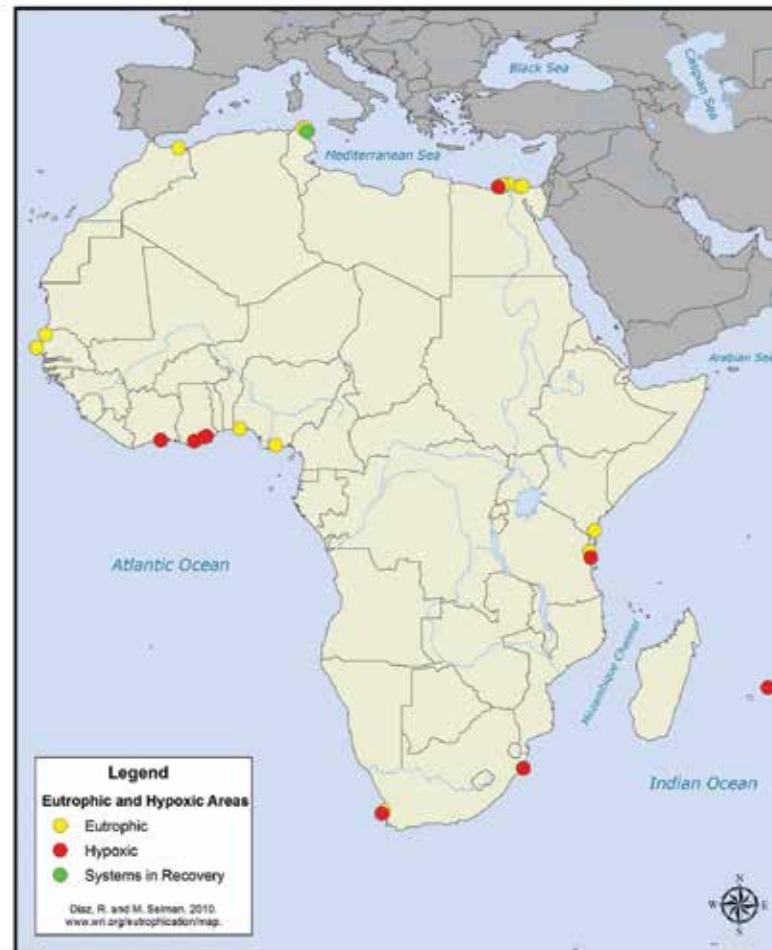 Black Sea
Caspian Sea
Mediterranean Sea
Arabian Sea
Atlantic Ocean
Mozambique Channel
Indian Ocean
Legend
Eutrophic and Hypoxic Areas
Eutrophic
Hypoxic
Systems in Recovery
Diaz, R. and M. Selman. 2010.
www.wri.org/eutrophication/map.
N
W E
S